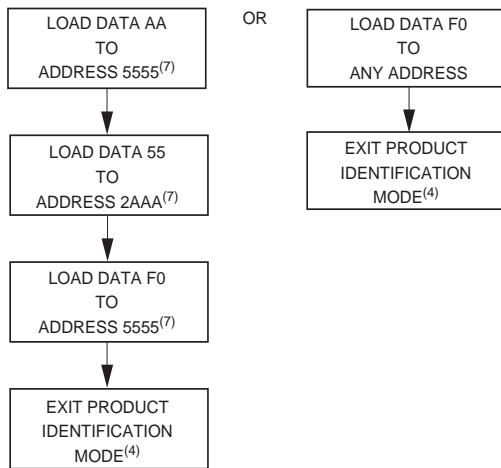 LOAD DATA AA
TO
ADDRESS 5555(7)
LOAD DATA 55
TO
ADDRESS 2AAA(7)
LOAD DATA F0
TO
ADDRESS 5555(7)
EXIT PRODUCT
IDENTIFICATION
MODE(4)
OR
LOAD DATA F0
TO
ANY ADDRESS
EXIT PRODUCT
IDENTIFICATION
MODE(4)